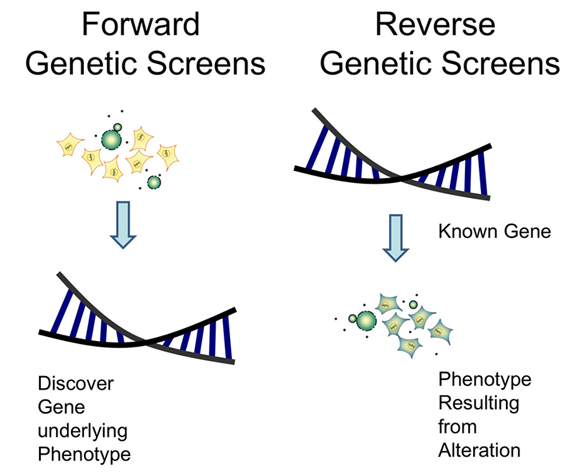 Forward
Genetic Screens
Discover
Gene
underlying
Phenotype
Reverse
Genetic Screens
Known Gene
Phenotype
Resulting
from
Alteration